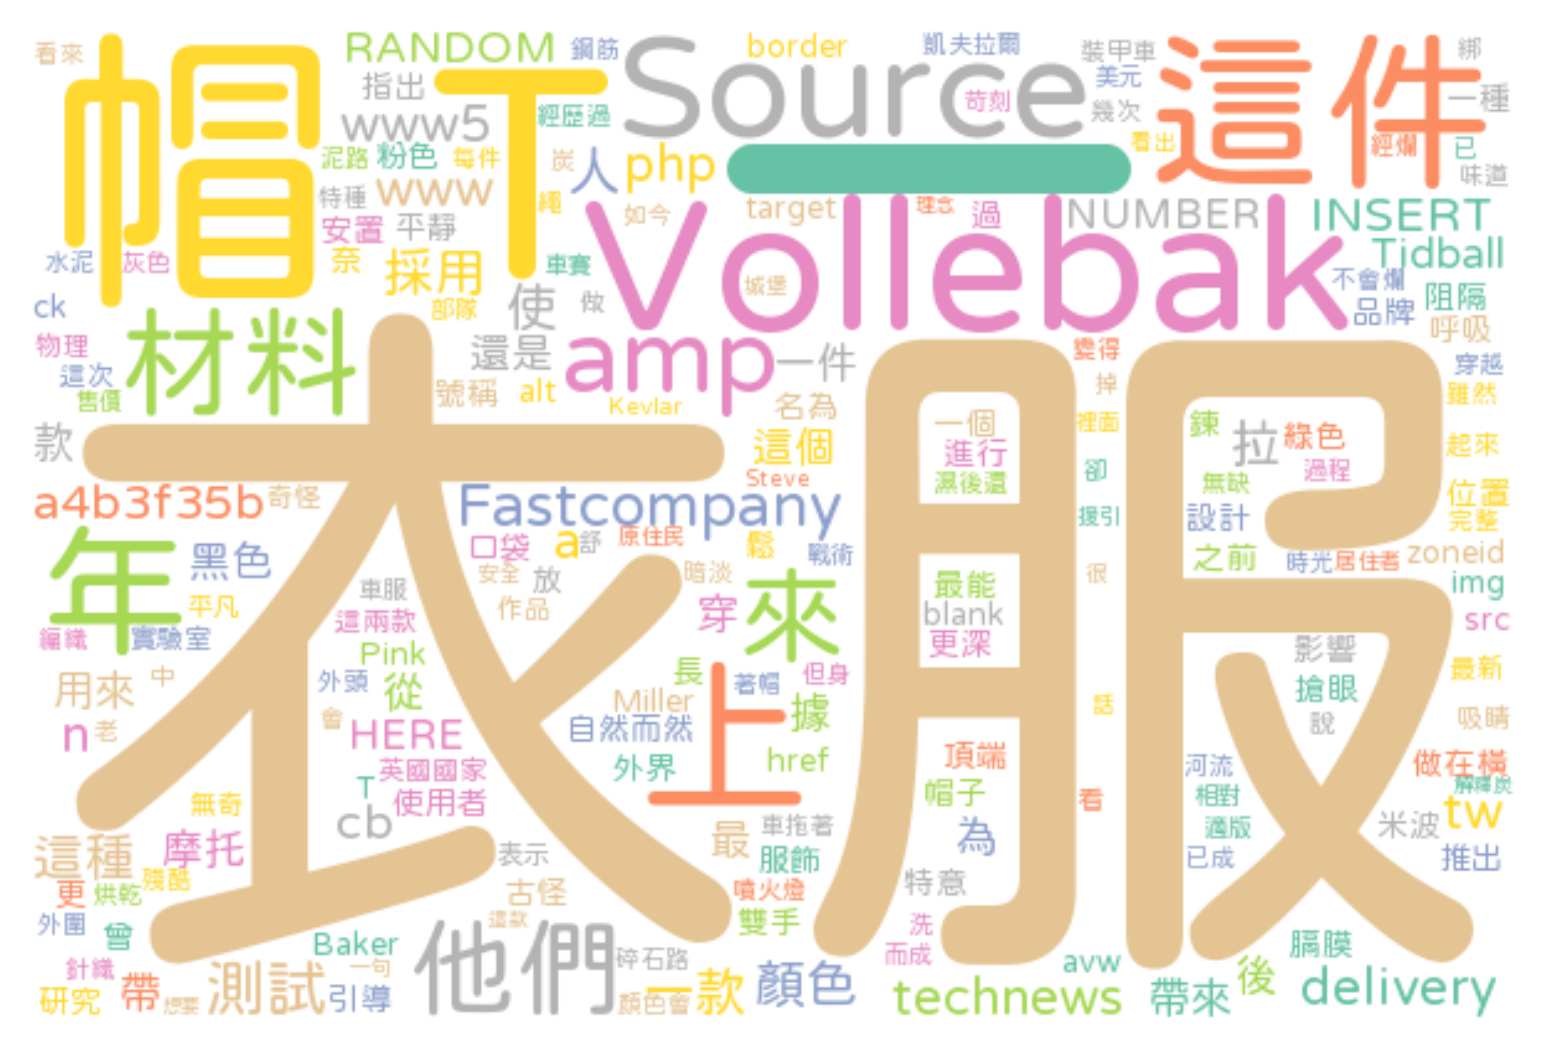 看來
帽T
RANDOM
鋼筋
Source
border
凱夫拉爾
裝甲車
這件
綁
指出
美元
一種
www5
經歷過
苛刻
幾次
看出
經爛
已
泥路
粉色
每件
炭
人
php
一
味道
特種
www
繩
如今
target
理念
過
NUMBER
INSERT
安置
平靜
Vollebak
Tidball
水泥
灰色
奈
採用
車賽
城堡
不會爛
阻隔
ck
部隊
使
做
品牌
呼吸
物理
材料
還是
amp
一件
變得
穿越
這次
售價
號稱
alt
Kevlar
名為
掉
雖然
款
衣服
這個
一個
裡面
鍊
拉
綠色
起來
進行
Steve
卻
過程
a4b3f35b
奇怪
Fastcompany
濕後還
無缺
位置
援引
設計
完整
年
黑色
口袋
a
舒
原住民
鬆
戰術
之前
時光
居住者
zoneid
安全
放
暗淡
很
img
車服
最能
平凡
作品
穿
來
blank
src
編織
實驗室
這兩款
更深
影響
Pink
最新
用來
中
外頭
從
長
著帽
但身
搶眼
Miller
據
話
n
老
會
HERE
自然而然
上
說
吸睛
英國國家
外界
href
頂端
河流
做在橫
T
使用者
帽子
看
相對
解釋炭
無奇
cb
tw
這種
摩托
最
車拖著
為
適版
米波
表示
服飾
已成
推出
殘酷
更
烘乾
古怪
噴火燈
特意
外圍
曾
這款
雙手
洗
Baker
他們
而成
膈膜
針織
一句
碎石路
avw
研究
帶
想要
測試
引導
顏色會
一款
顏色
technews
帶來
後
delivery